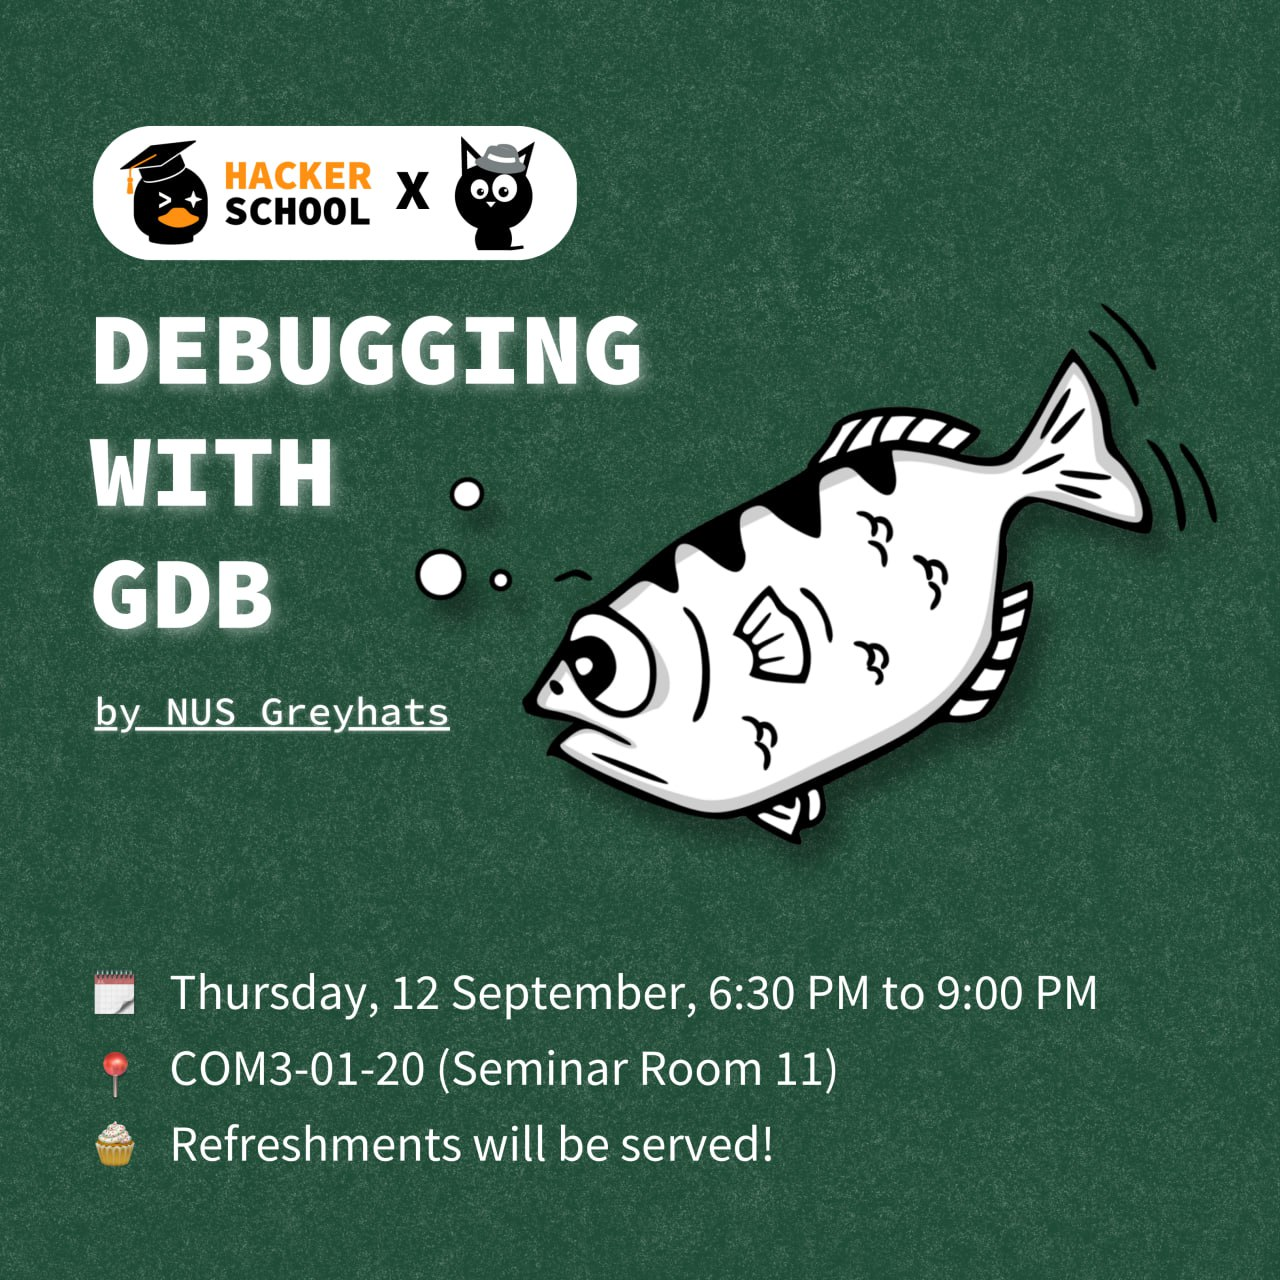 HACKER
SCHOOL
X
DEBUGGING
WITH
GDB
by NUS Greyhats
Thursday, 12 September, 6:30 PM to 9:00 PM
COM3-01-20 (Seminar Room 11)
Refreshments will be served!